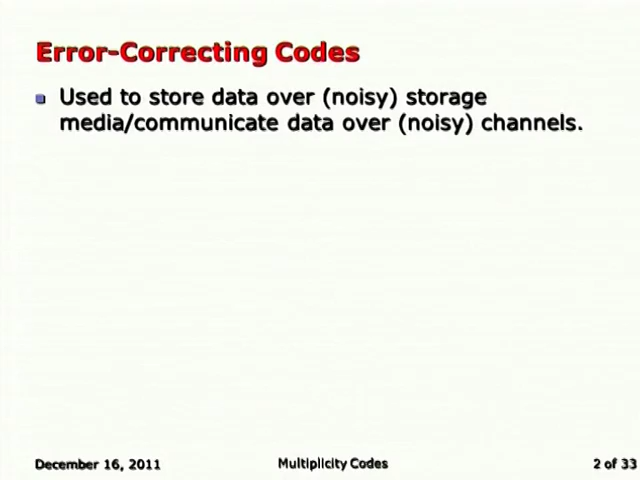 Error-Correcting Codes
Used to store data over (noisy) storage
media/communicate data over (noisy) channels.
December 16, 2011
Multiplicity Codes
2 of 33